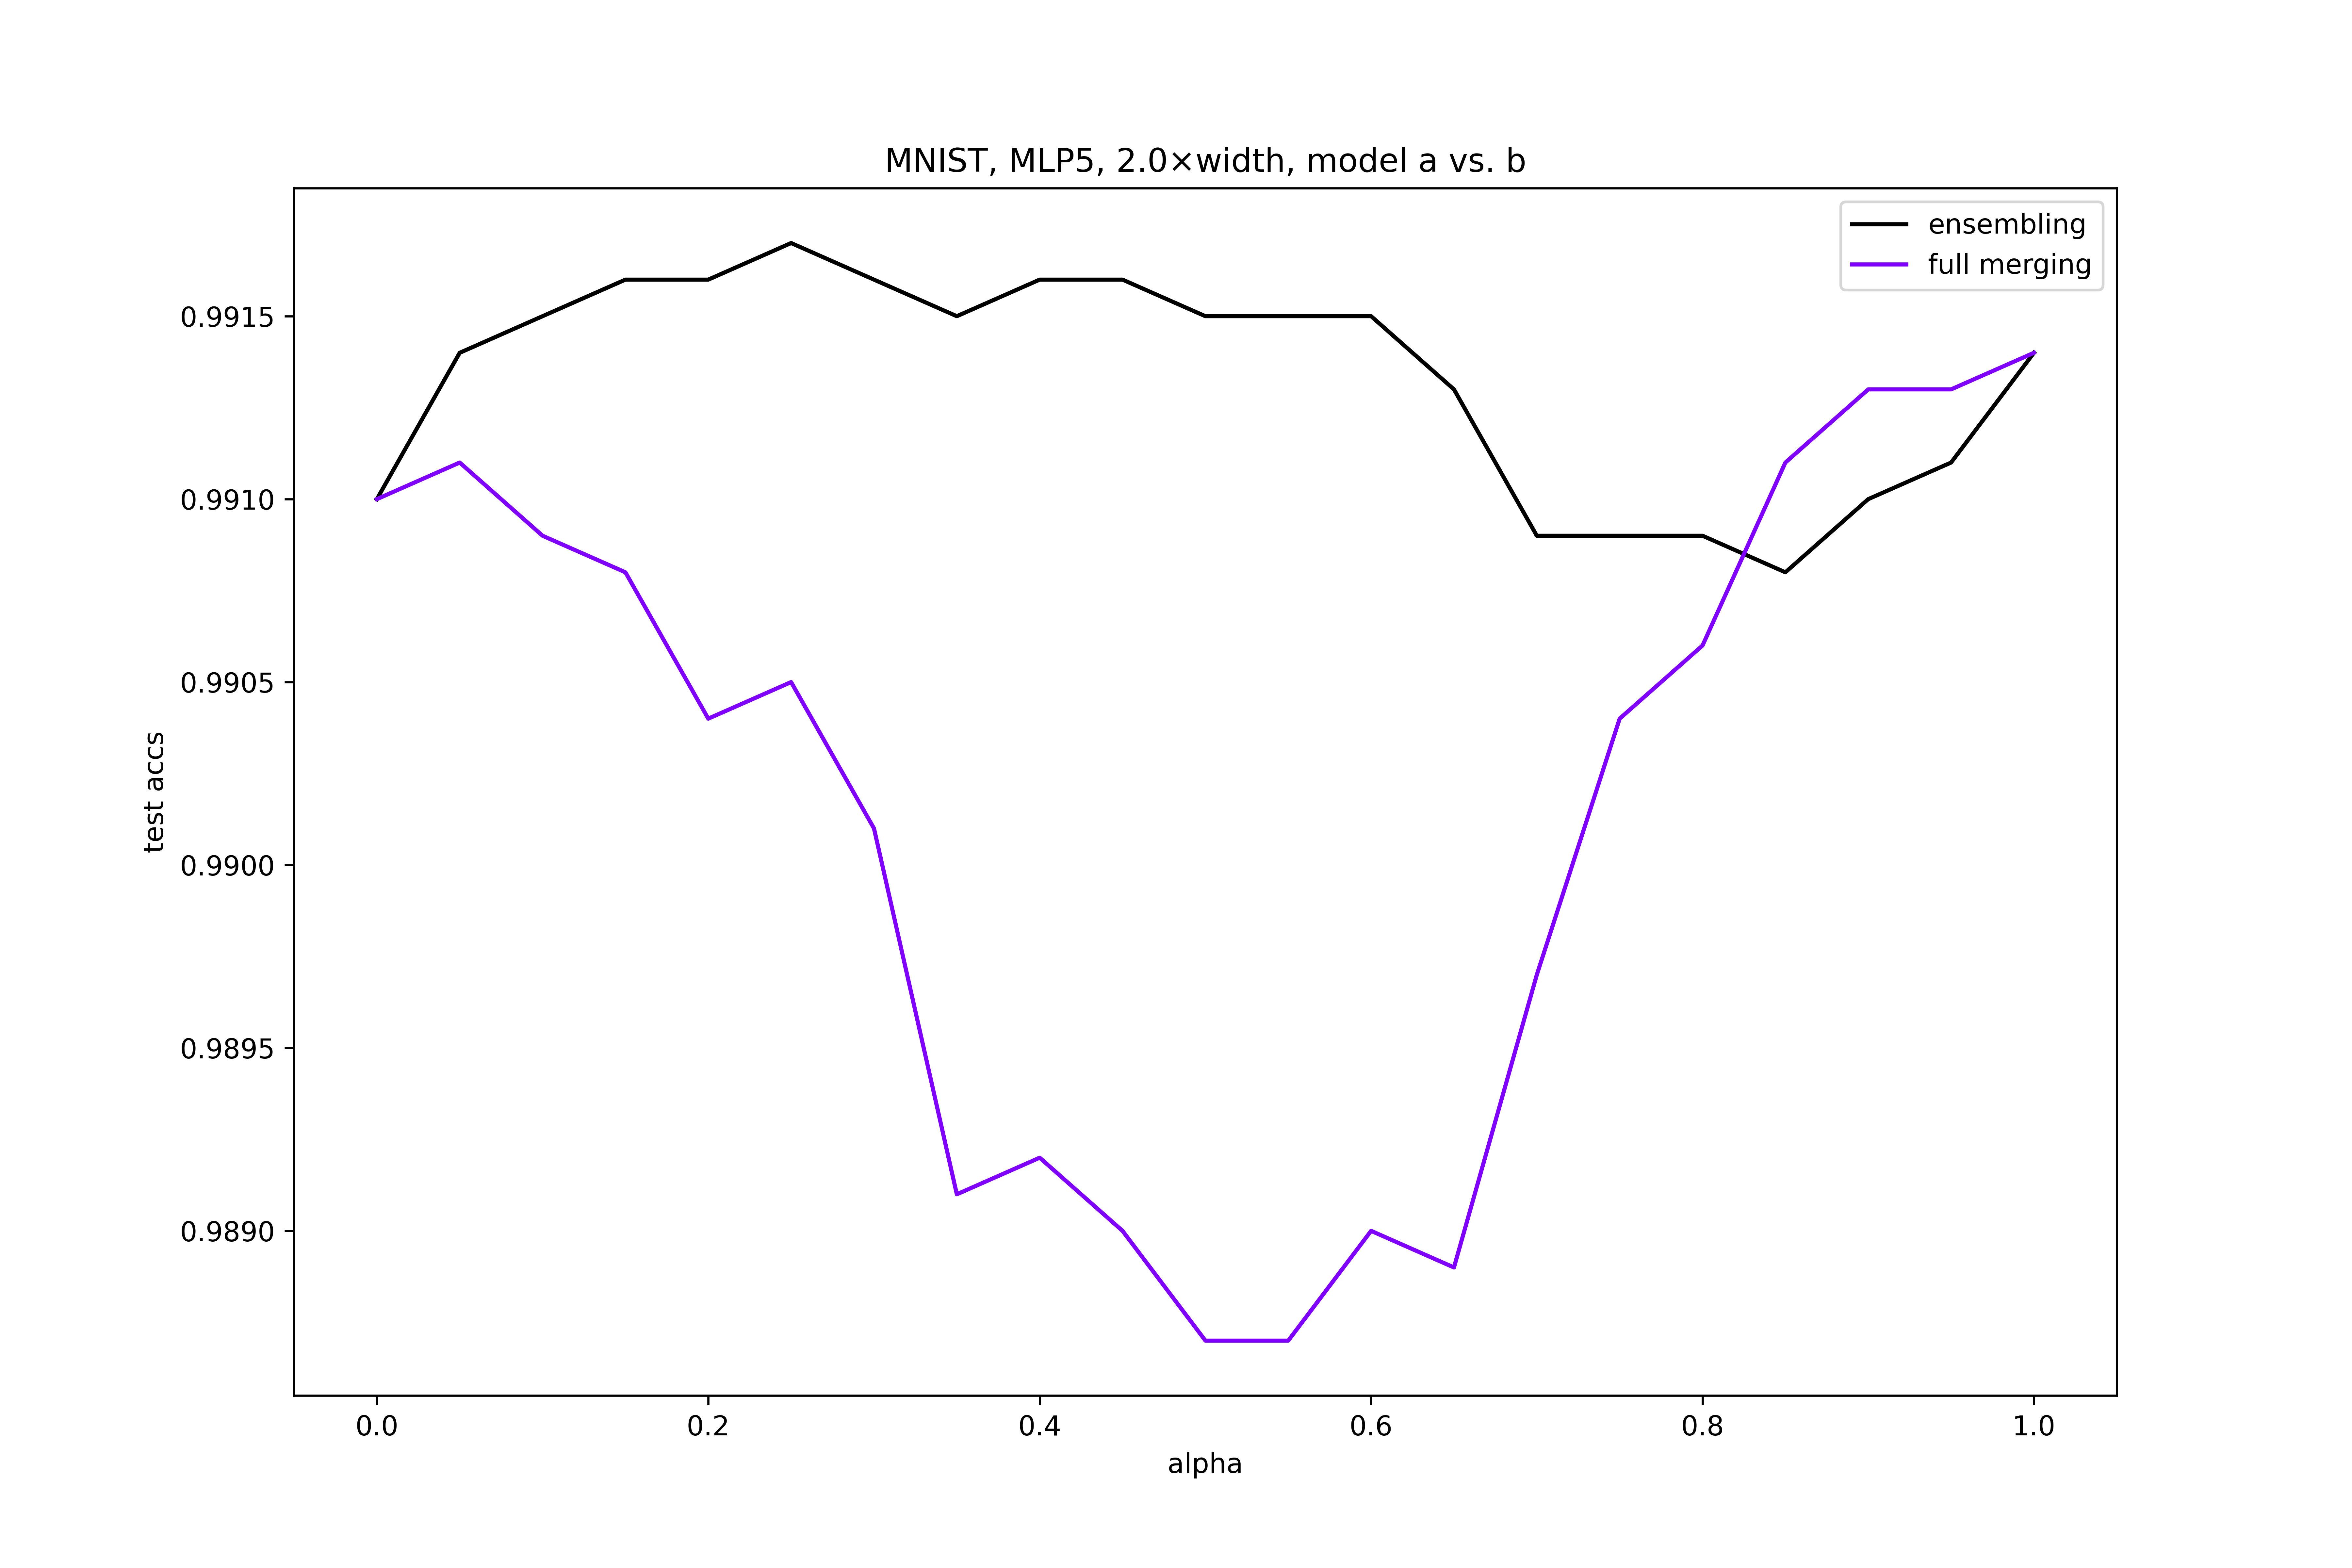 MNIST, MLP5, 2.0×width, model a vs. b
ensembling
full merging
0.9915
0.9910
0.9905
0.9900
0.9895
0.9890
test accs
0.0 0.2 0.4 0.6 0.8 1.0
alpha